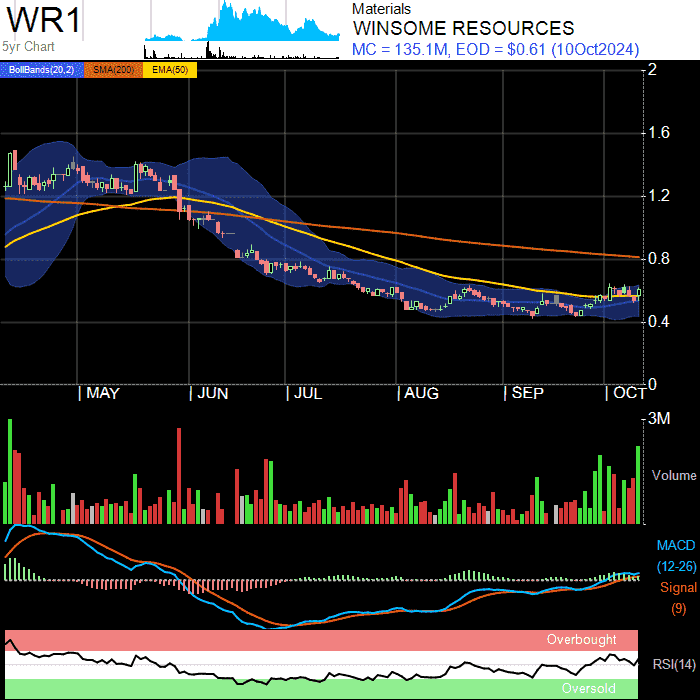 WR1
5yr Chart
Materials
WINSOME RESOURCES
MC = 135.1M, EOD = $0.61 (10Oct2024)
BollBands(20,2) SMA(200) EMA(50)
2
1.6
1.2
0.8
0.4
0
MAY JUN JUL AUG SEP OCT
3M
Volume
MACD
(12-26)
Signal
(9)
Overbought
RSI(14)
Oversold